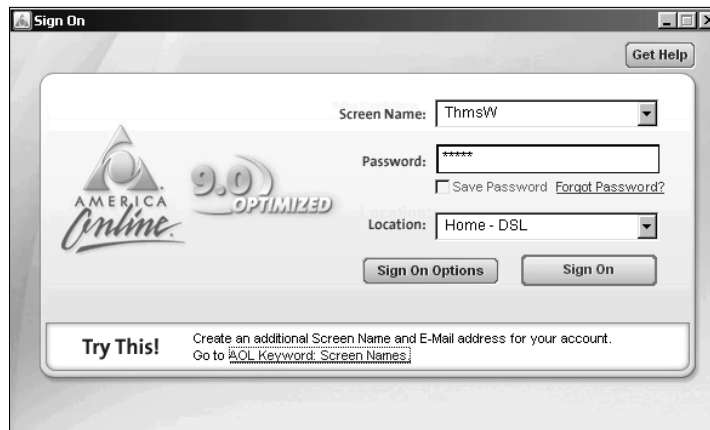 Sign On
Get Help
Screen Name: ThmsW
Password: *****
Save Password Forgot Password?
AMERICA
Online.
9.0
OPTIMIZED
Location: Home - DSL
Sign On Options Sign On
Try This!
Create an additional Screen Name and E-Mail address for your account.
Go to AOL Keyword: Screen Names.